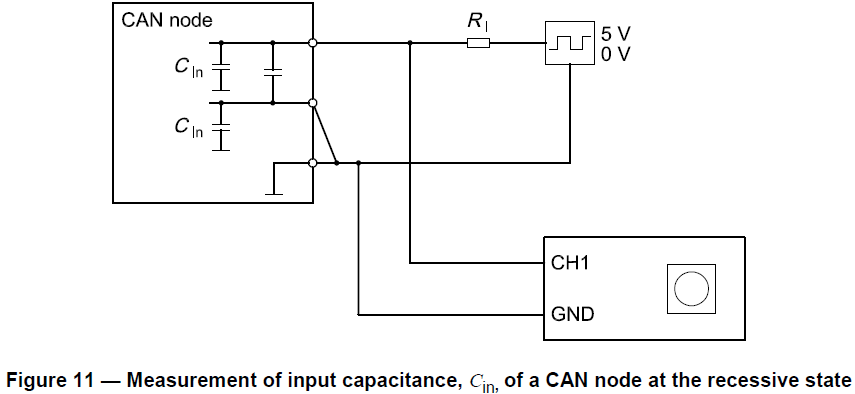 CAN node
R_I
5 V
0 V
C_In
C_In
CH1
GND
Figure 11 — Measurement of input capacitance, C_in, of a CAN node at the recessive state